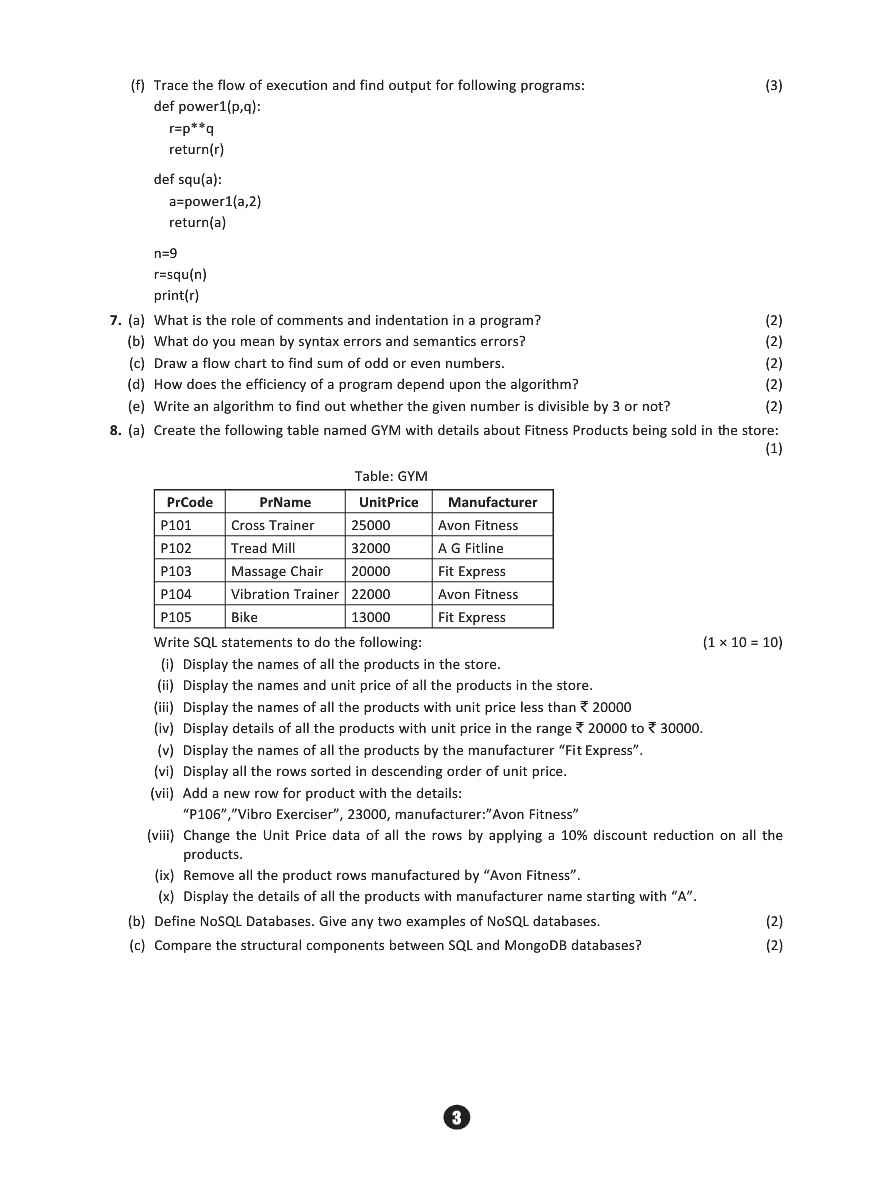 (f) Trace the flow of execution and find output for following programs: (3)
def power1(p,q):
r=p**q
return(r)
def squ(a):
a=power1(a,2)
return(a)
n=9
r=squ(n)
print(r)
7. (a) What is the role of comments and indentation in a program? (2)
(b) What do you mean by syntax errors and semantics errors? (2)
(c) Draw a flow chart to find sum of odd or even numbers. (2)
(d) How does the efficiency of a program depend upon the algorithm? (2)
(e) Write an algorithm to find out whether the given number is divisible by 3 or not? (2)
8. (a) Create the following table named GYM with details about Fitness Products being sold in the store:
(1)
Table: GYM
PrCode PrName UnitPrice Manufacturer
P101 Cross Trainer 25000 Avon Fitness
P102 Tread Mill 32000 A G Fitline
P103 Massage Chair 20000 Fit Express
P104 Vibration Trainer 22000 Avon Fitness
P105 Bike 13000 Fit Express
Write SQL statements to do the following: (1 × 10 = 10)
(i) Display the names of all the products in the store.
(ii) Display the names and unit price of all the products in the store.
(iii) Display the names of all the products with unit price less than ₹ 20000
(iv) Display details of all the products with unit price in the range ₹ 20000 to ₹ 30000.
(v) Display the names of all the products by the manufacturer “Fit Express”.
(vi) Display all the rows sorted in descending order of unit price.
(vii) Add a new row for product with the details:
“P106”,”Vibro Exerciser”, 23000, manufacturer:”Avon Fitness”
(viii) Change the Unit Price data of all the rows by applying a 10% discount reduction on all the
products.
(ix) Remove all the product rows manufactured by “Avon Fitness”.
(x) Display the details of all the products with manufacturer name starting with “A”.
(b) Define NoSQL Databases. Give any two examples of NoSQL databases. (2)
(c) Compare the structural components between SQL and MongoDB databases? (2)
3